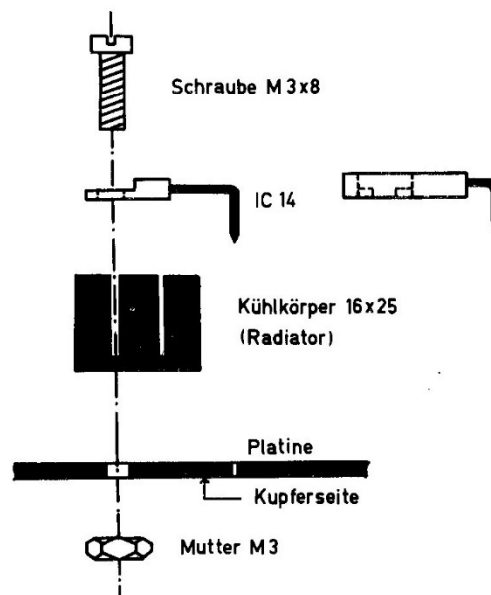 Schraube M 3x8
IC 14
Kühlkörper 16x25
(Radiator)
Platine
Kupferseite
Mutter M 3